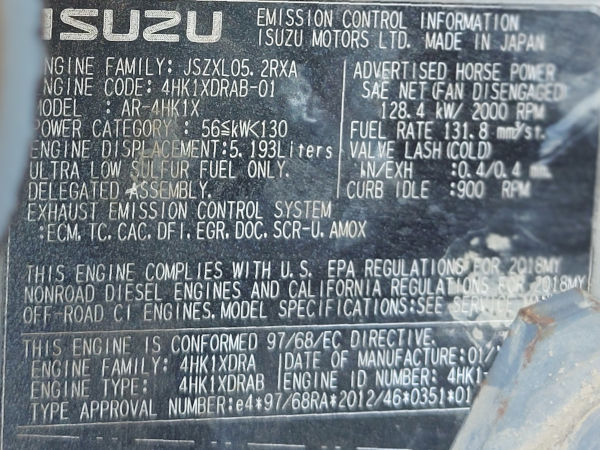 ISUZU
EMISSION CONTROL INFORMATION
ISUZU MOTORS LTD. MADE IN JAPAN
ENGINE FAMILY: JSZXL05.2RXA
ENGINE CODE: 4HK1XDRAB-01
MODEL : AR-4HK1X
POWER CATEGORY : 56≦kW<130
ENGINE DISPLACEMENT:5.193Liters
ULTRA LOW SULFUR FUEL ONLY.
DELEGATED ASSEMBLY.
EXHAUST EMISSION CONTROL SYSTEM
:ECM, TC, CAC, DFI, EGR, DOC, SCR-U, AMOX
ADVERTISED HORSE POWER
SAE NET(FAN DISENGAGED)
128.4 kW/ 2000 RPM
FUEL RATE 131.8 mm³/st.
VALVE LASH(COLD)
IN/EXH : 0.4/0.4
CURB IDLE : 900 RPM
THIS ENGINE COMPLIES WITH U.S. EPA REGULATIONS FOR 2018MY
NONROAD DIESEL ENGINES AND CALIFORNIA REGULATIONS FOR 2018MY
OFF-ROAD CI ENGINES. MODEL SPECIFICATIONS:SEE SERVICE
THIS ENGINE IS CONFORMED 97/68/EC DIRECTIVE.
ENGINE FAMILY: 4HK1XDRA
DATE OF MANUFACTURE:01/
ENGINE TYPE: 4HK1XDRAB
ENGINE ID NUMBER: 4HK1-
TYPE APPROVAL NUMBER:e4*97/68RA*2012/46*0351*01